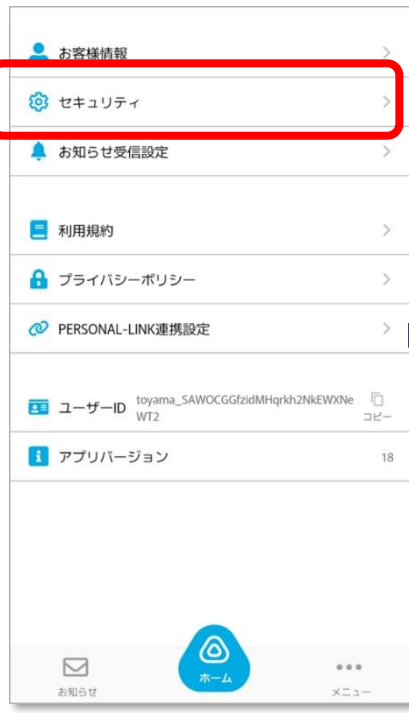 お客様情報
セキュリティ
お知らせ受信設定
利用規約
プライバシーポリシー
PERSONAL-LINK連携設定
ユーザーID toyama_SAWOCGGfzidMHqrkh2NkEWXNe
WT2 コピー
アプリバージョン 18
お知らせ ホーム メニュー